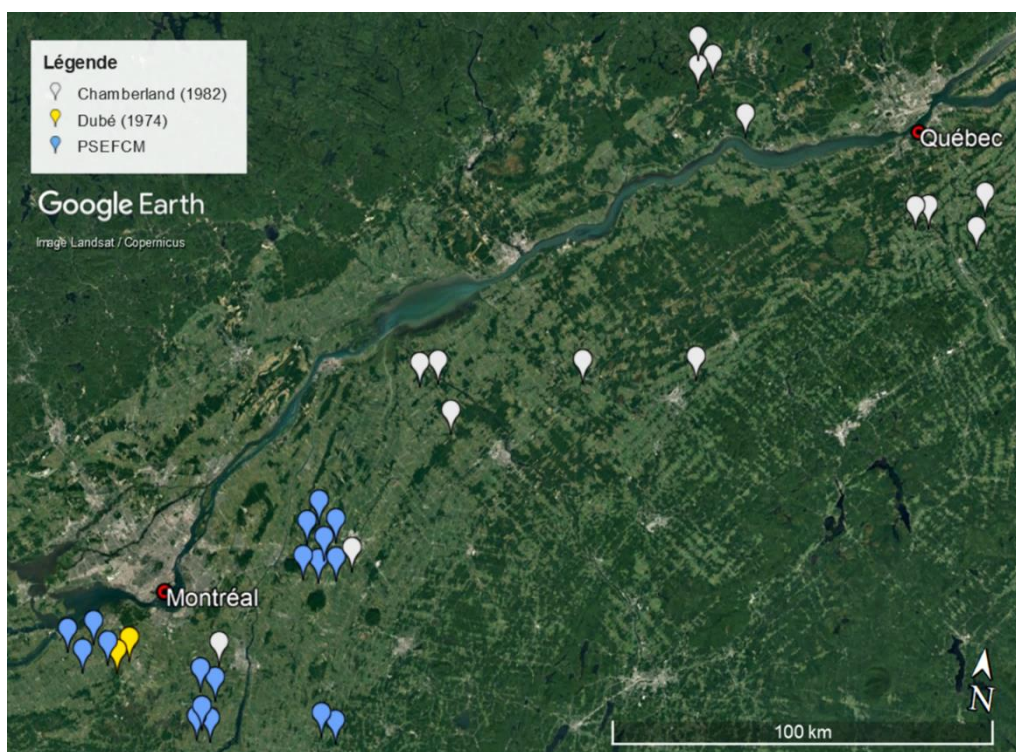 Légende
Chamberland (1982)
Dubé (1974)
PSEFCM
Google Earth
Image Landsat / Copernicus
Québec
Montréal
N
100 km